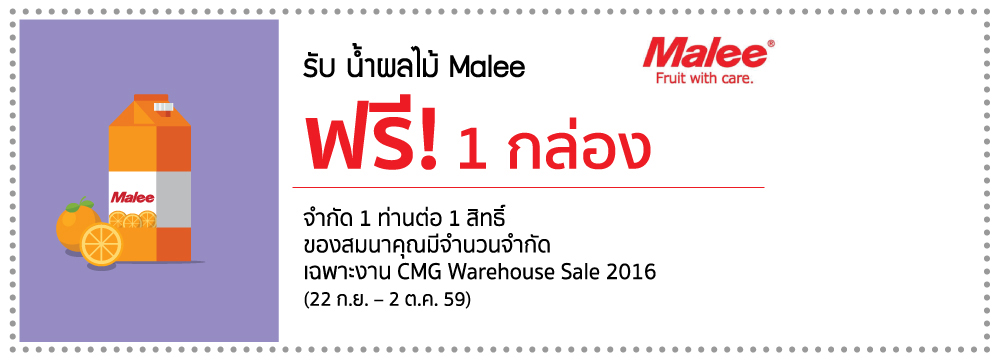 รับ น้ำผลไม้ Malee
Malee®
Fruit with care.
ฟรี! 1 กล่อง
Malee
จำกัด 1 ท่านต่อ 1 สิทธิ์
ของสมนาคุณมีจำนวนจำกัด
เฉพาะงาน CMG Warehouse Sale 2016
(22 ก.ย. – 2 ต.ค. 59)